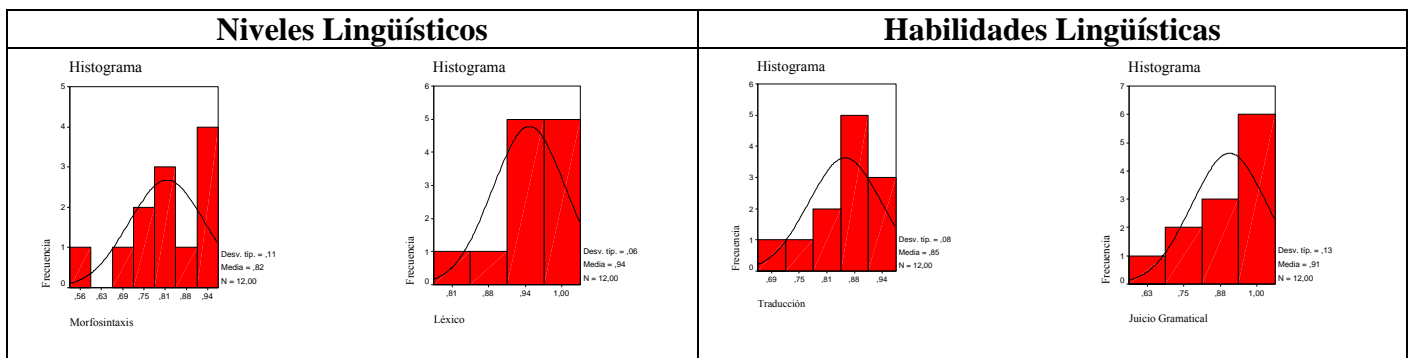 Niveles Lingüísticos
Habilidades Lingüísticas
Histograma
5
4
3
2
1
0
Frecuencia
,56 ,63 ,69 ,75 ,81 ,88 ,94
Desv. típ. = ,11
Media = ,82
N = 12,00
Morfosintaxis
Histograma
6
5
4
3
2
1
0
Frecuencia
,81 ,88 ,94 1,00
Desv. típ. = ,06
Media = ,94
N = 12,00
Léxico
Histograma
6
5
4
3
2
1
0
Frecuencia
,69 ,75 ,81 ,88 ,94
Desv. típ. = ,08
Media = ,85
N = 12,00
Traducción
Histograma
7
6
5
4
3
2
1
0
Frecuencia
,63 ,75 ,88 1,00
Desv. típ. = ,13
Media = ,91
N = 12,00
Juicio Gramatical